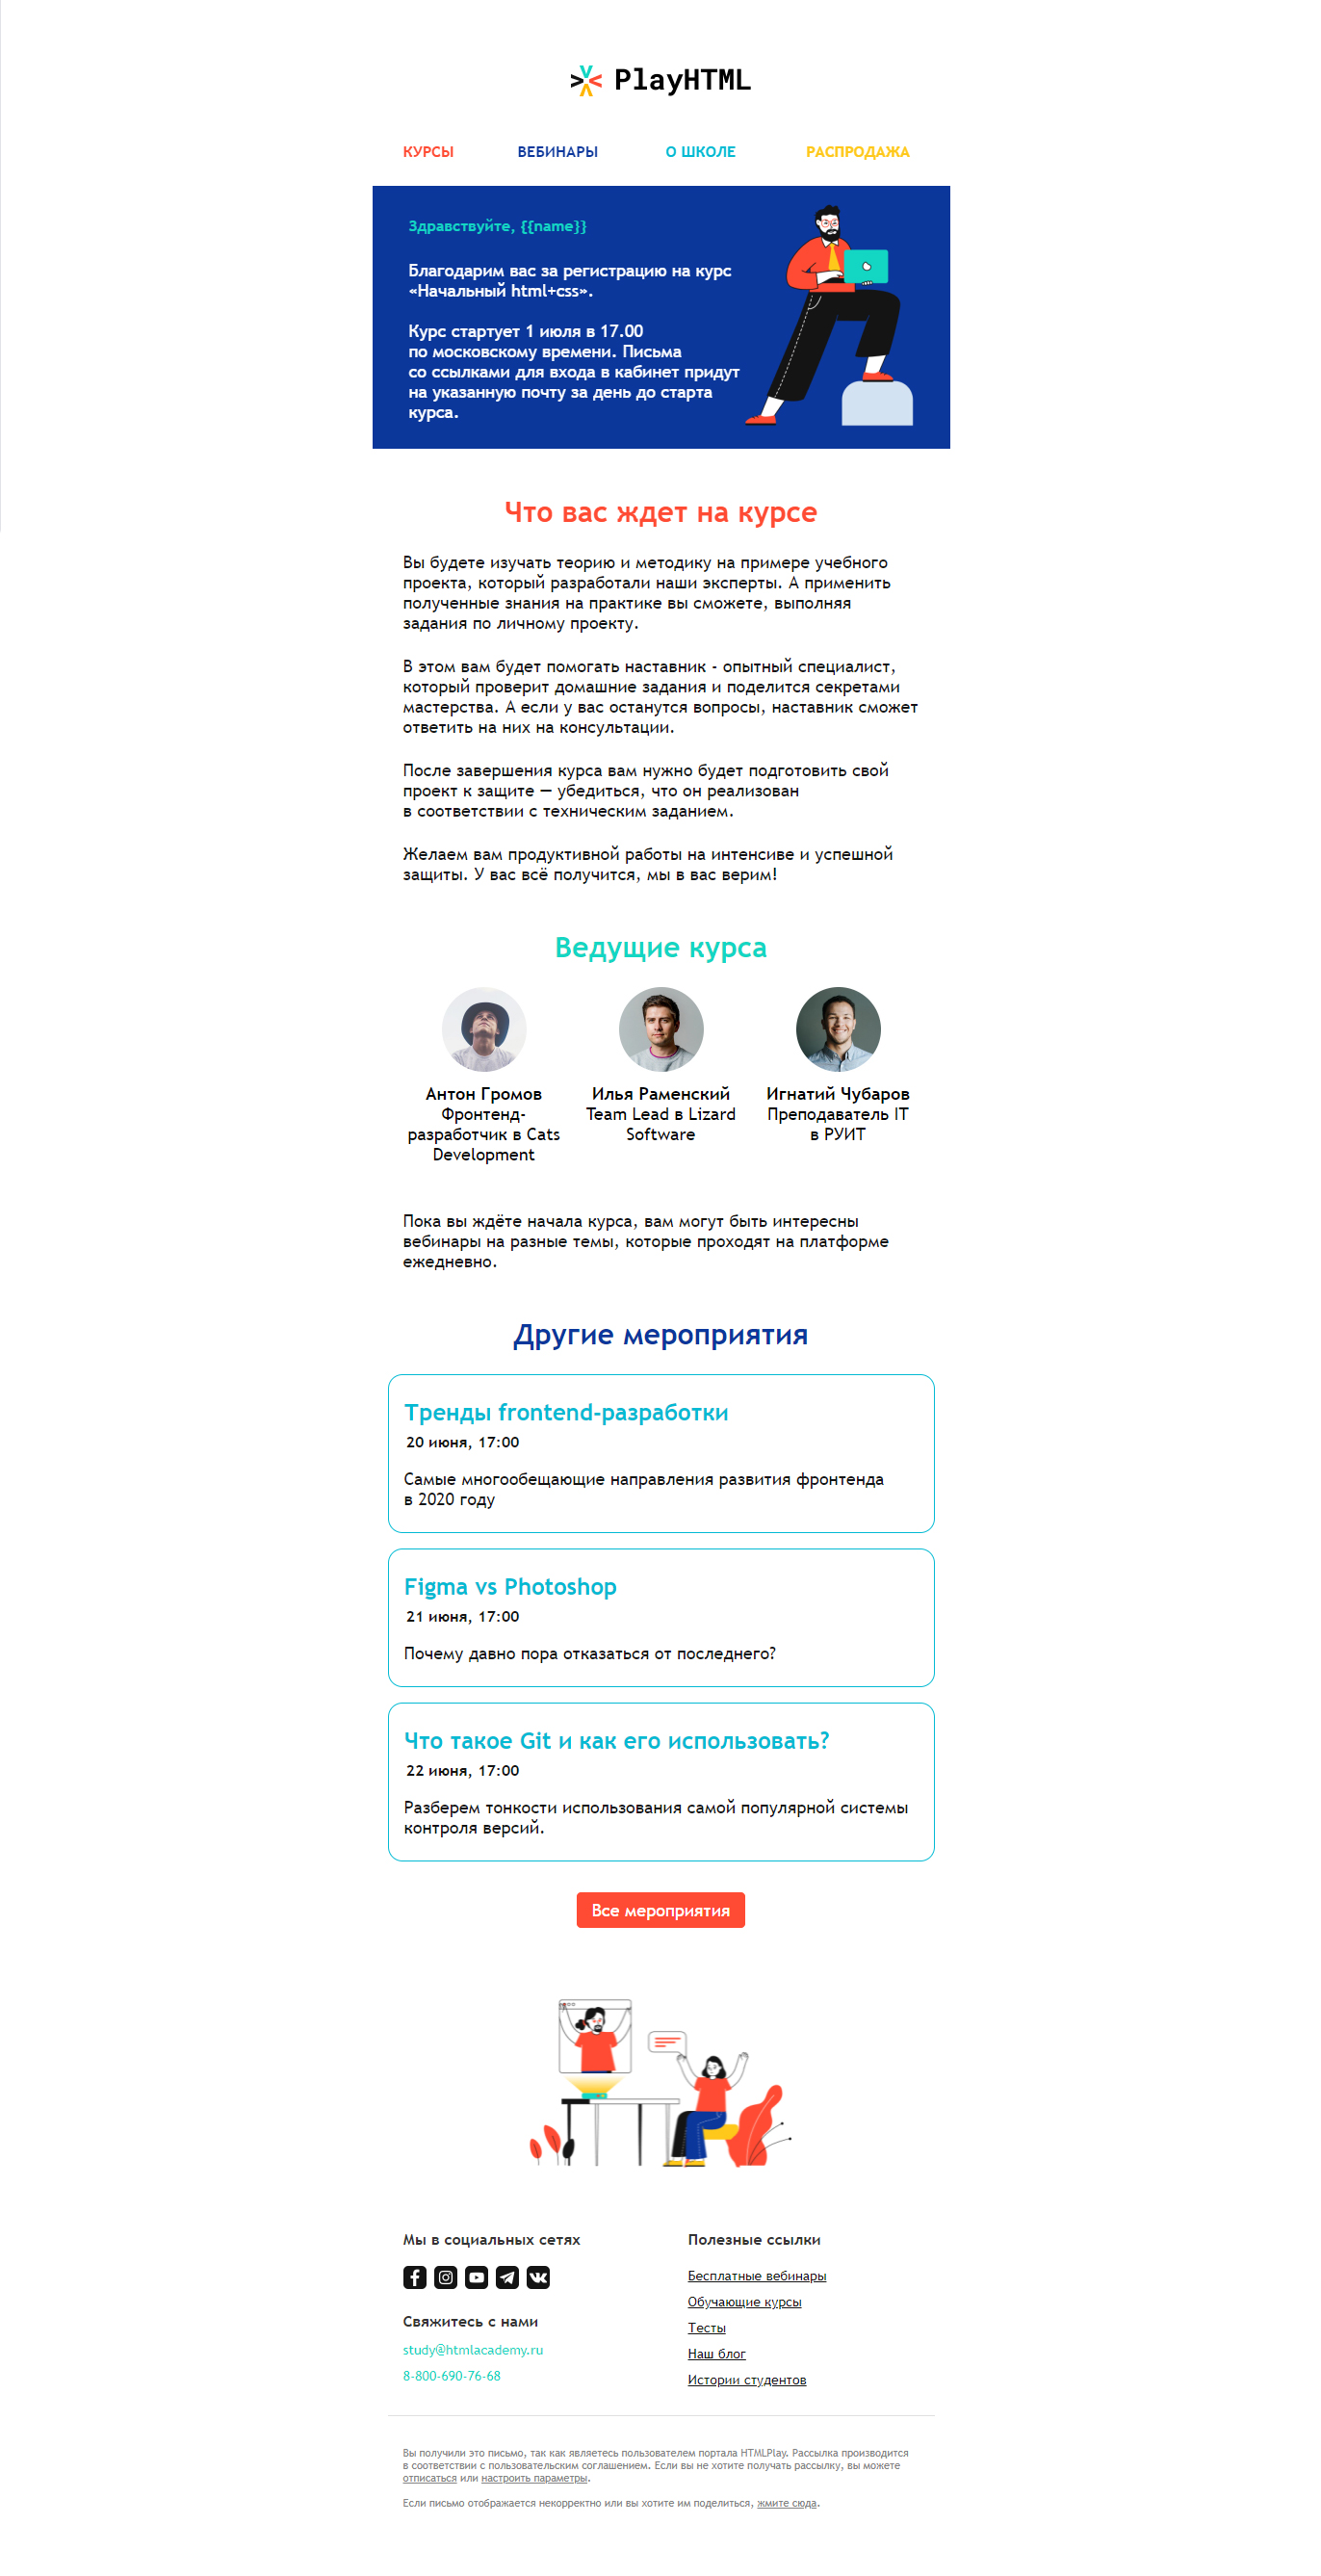 PlayHTML
КУРСЫ ВЕБИНАРЫ О ШКОЛЕ РАСПРОДАЖА
Здравствуйте, {{name}}
Благодарим вас за регистрацию на курс
«Начальный html+css».
Курс стартует 1 июля в 17.00
по московскому времени. Письма
со ссылками для входа в кабинет придут
на указанную почту за день до старта
курса.
Что вас ждет на курсе
Вы будете изучать теорию и методику на примере учебного
проекта, который разработали наши эксперты. А применить
полученные знания на практике вы сможете, выполняя
задания по личному проекту.
В этом вам будет помогать наставник - опытный специалист,
который проверит домашние задания и поделится секретами
мастерства. А если у вас останутся вопросы, наставник сможет
ответить на них на консультации.
После завершения курса вам нужно будет подготовить свой
проект к защите — убедиться, что он реализован
в соответствии с техническим заданием.
Желаем вам продуктивной работы на интенсиве и успешной
защиты. У вас всё получится, мы в вас верим!
Ведущие курса
Антон Громов
Фронтенд-
разработчик в Cats
Development
Илья Раменский
Team Lead в Lizard
Software
Игнатий Чубаров
Преподаватель IT
в РУИТ
Пока вы ждёте начала курса, вам могут быть интересны
вебинары на разные темы, которые проходят на платформе
ежедневно.
Другие мероприятия
Тренды frontend-разработки
20 июня, 17:00
Самые многообещающие направления развития фронтенда
в 2020 году
Figma vs Photoshop
21 июня, 17:00
Почему давно пора отказаться от последнего?
Что такое Git и как его использовать?
22 июня, 17:00
Разберем тонкости использования самой популярной системы
контроля версий.
Все мероприятия
Мы в социальных сетях
Свяжитесь с нами
study@htmlacademy.ru
8-800-690-76-68
Полезные ссылки
Бесплатные вебинары
Обучающие курсы
Тесты
Наш блог
Истории студентов
Вы получили это письмо, так как являетесь пользователем портала HTMLPlay. Рассылка производится
в соответствии с пользовательским соглашением. Если вы не хотите получать рассылку, вы можете
отписаться или настроить параметры.
Если письмо отображается некорректно или вы хотите им поделиться, жмите сюда.